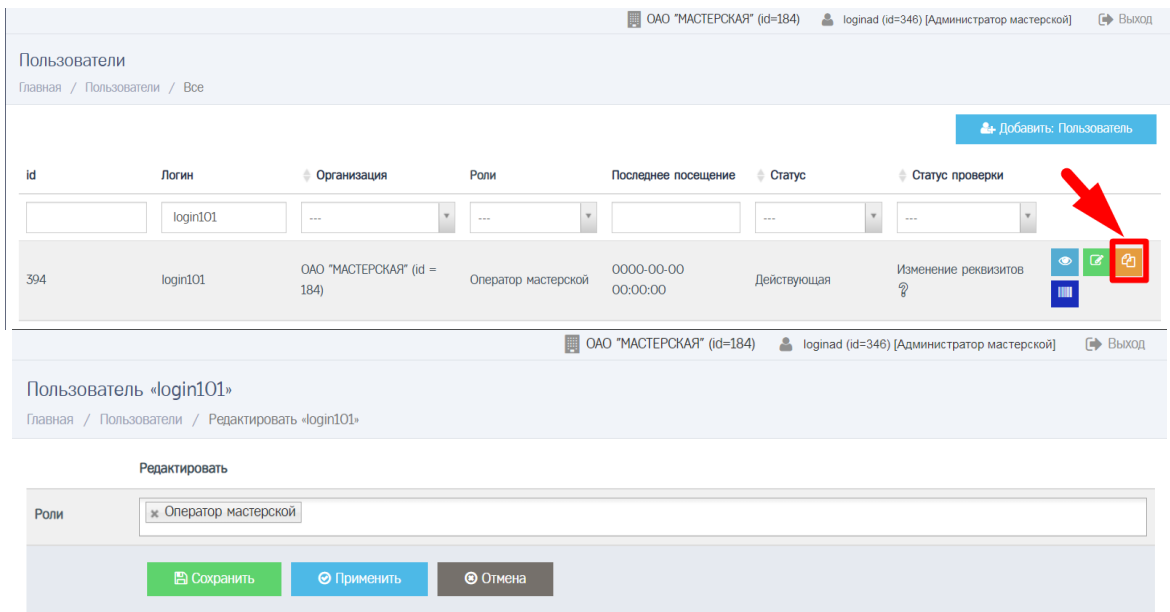 ОАО "МАСТЕРСКАЯ" (id=184) loginad (id=346) [Администратор мастерской] Выход
Пользователи
Главная / Пользователи / Все
Добавить: Пользователь
id Логин Организация Роли Последнее посещение Статус Статус проверки
login101 --- --- --- ---
394 login101 ОАО "МАСТЕРСКАЯ" (id = 184) Оператор мастерской 0000-00-00 00:00:00 Действующая Изменение реквизитов ?
ОАО "МАСТЕРСКАЯ" (id=184) loginad (id=346) [Администратор мастерской] Выход
Пользователь «login101»
Главная / Пользователи / Редактировать «login101»
Редактировать
Роли × Оператор мастерской
Сохранить Применить Отмена